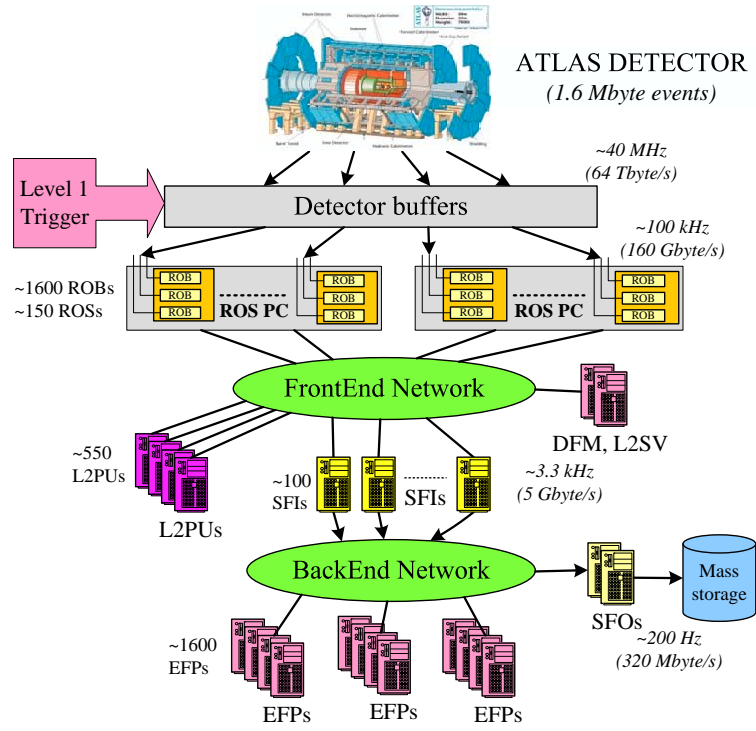 ATLAS DETECTOR
(1.6 Mbyte events)
~40 MHz
(64 Tbyte/s)
Level 1
Trigger
Detector buffers
~100 kHz
(160 Gbyte/s)
~1600 ROBs
~150 ROSs
ROB
ROB
ROB
ROB
ROB
ROB
ROS PC
ROB
ROB
ROB
ROB
ROB
ROB
ROS PC
FrontEnd Network
DFM, L2SV
~550
L2PUs
L2PUs
~100
SFIs
SFIs
~3.3 kHz
(5 Gbyte/s)
BackEnd Network
SFOs
Mass
storage
~200 Hz
(320 Mbyte/s)
~1600
EFPs
EFPs
EFPs
EFPs